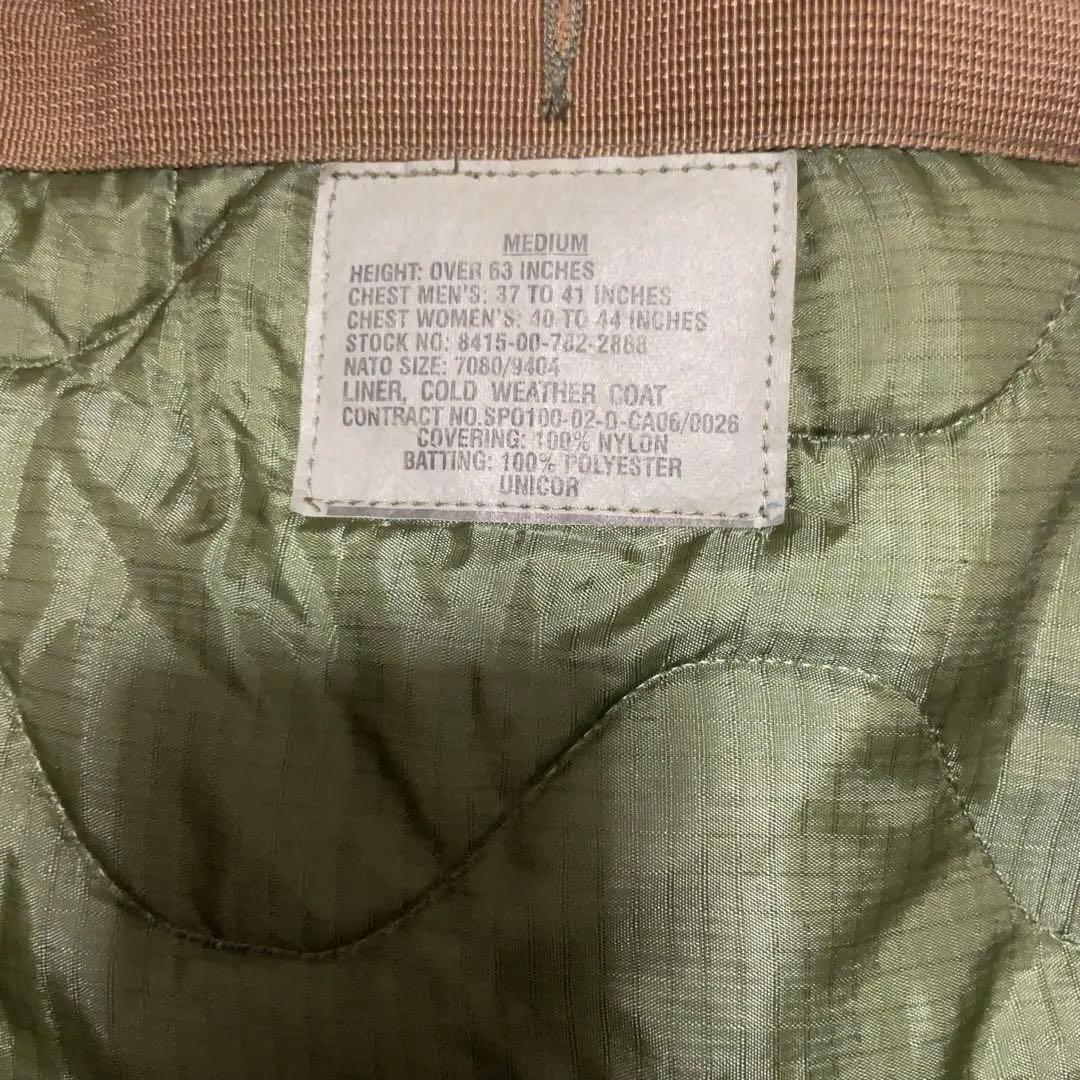 MEDIUM
HEIGHT: OVER 63 INCHES
CHEST MEN'S: 37 TO 41 INCHES
CHEST WOMEN'S: 40 TO 44 INCHES
STOCK NO: 8415-00-782-2888
NATO SIZE: 7080/9404
LINER, COLD WEATHER COAT
CONTRACT NO.SPO100-02-D-CA06/0026
COVERING: 100% NYLON
BATTING: 100% POLYESTER
UNICOR